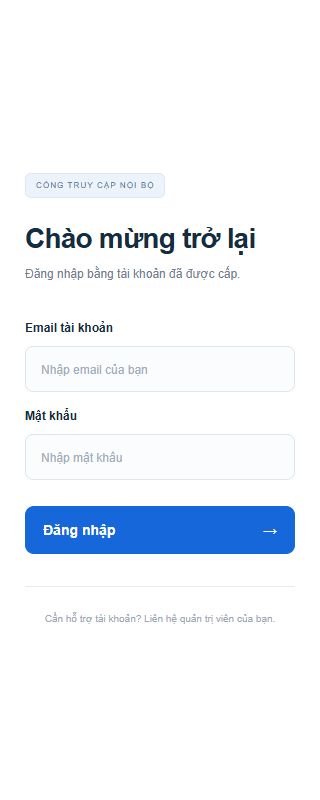 CỔNG TRUY CẬP NỘI BỘ
Chào mừng trở lại
Đăng nhập bằng tài khoản đã được cấp.
Email tài khoản
Nhập email của bạn
Mật khẩu
Nhập mật khẩu
Đăng nhập →
Cần hỗ trợ tài khoản? Liên hệ quản trị viên của bạn.